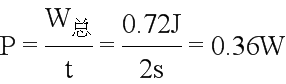 P = W总/t = 0.72J/2s = 0.36W